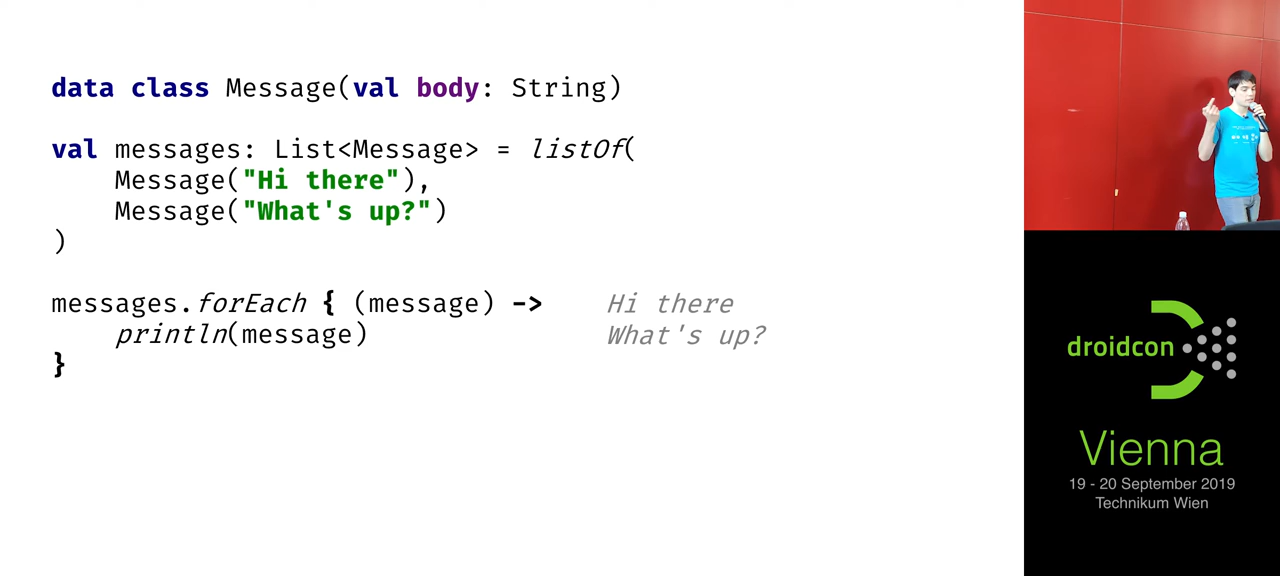 data class Message(val body: String)
val messages: List<Message> = listOf(
    Message("Hi there"),
    Message("What's up?")
)
messages.forEach { (message) ->    Hi there
    println(message)    What's up?
}
droidcon
Vienna
19 - 20 September 2019
Technikum Wien